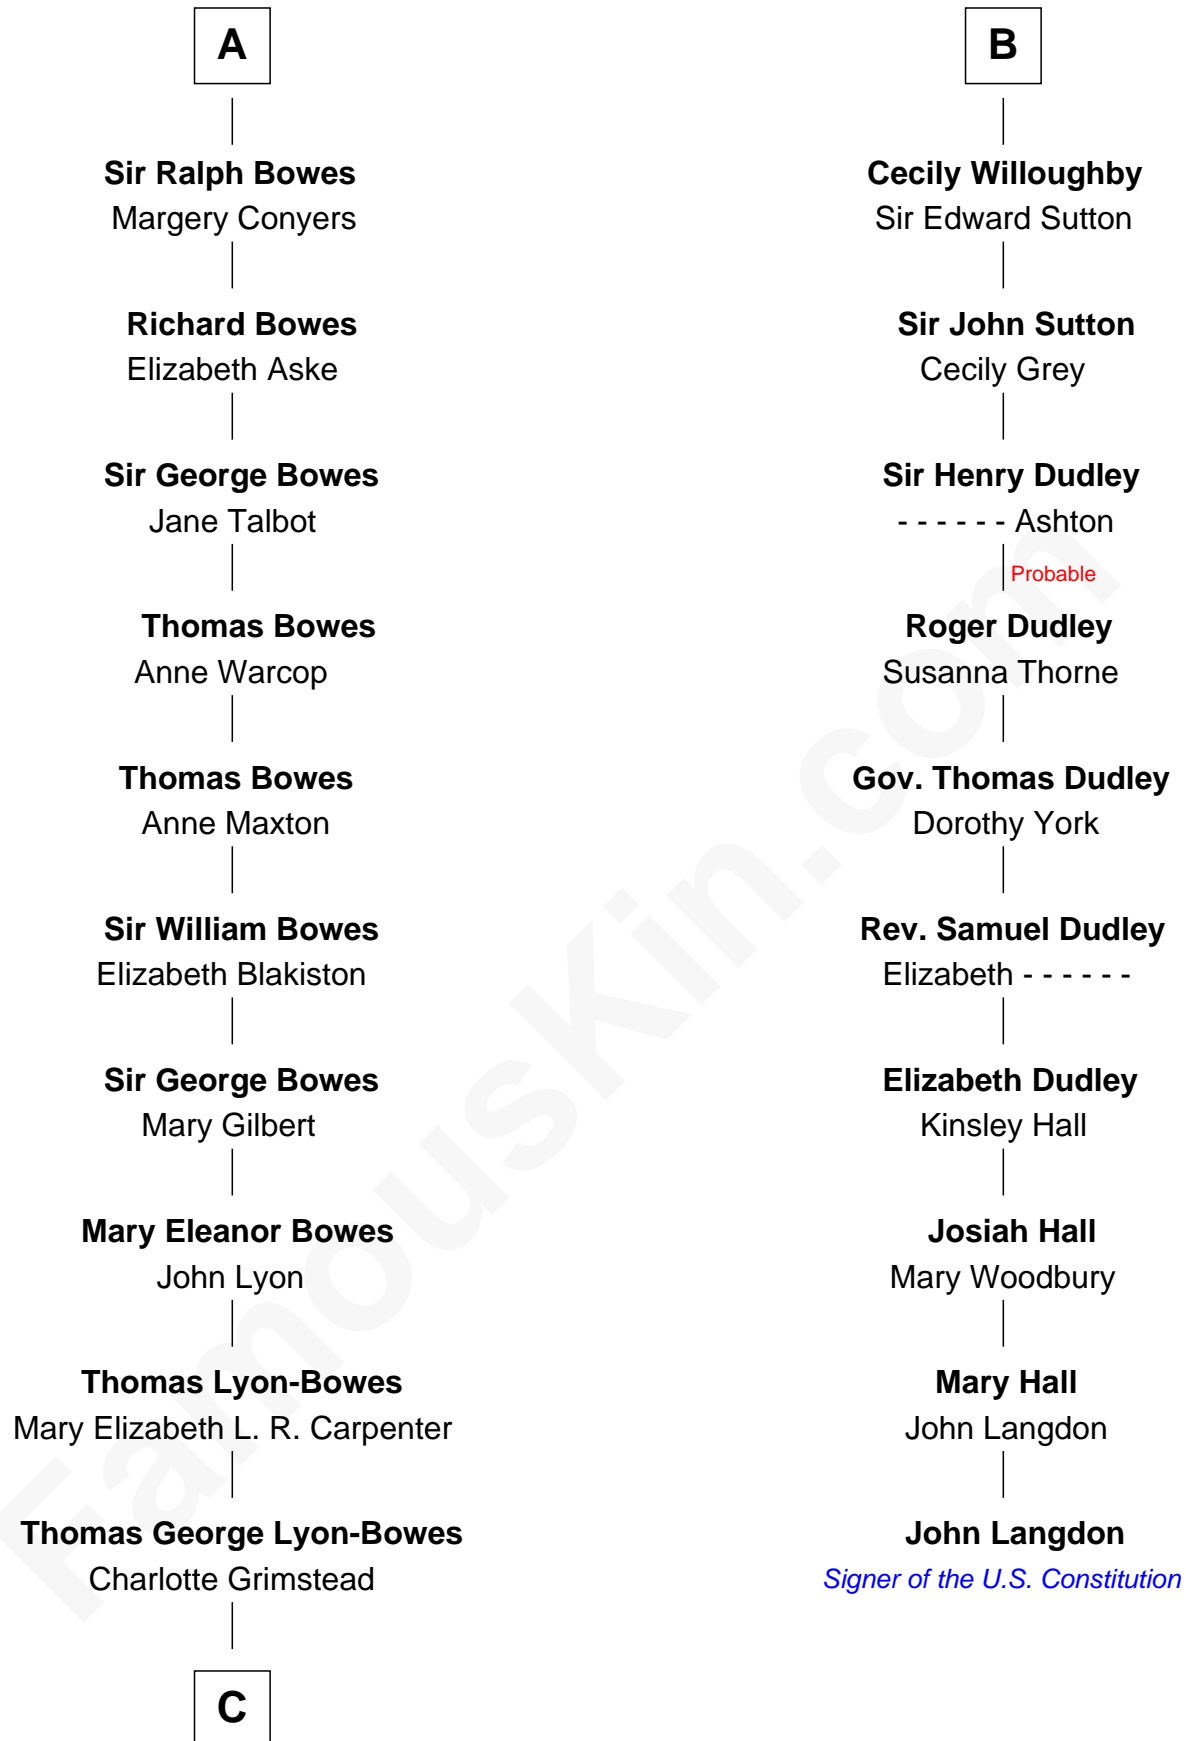 A
Sir Ralph Bowes
Margery Conyers
Richard Bowes
Elizabeth Aske
Sir George Bowes
Jane Talbot
Thomas Bowes
Anne Warcop
Thomas Bowes
Anne Maxton
Sir William Bowes
Elizabeth Blakiston
Sir George Bowes
Mary Gilbert
Mary Eleanor Bowes
John Lyon
Thomas Lyon-Bowes
Mary Elizabeth L. R. Carpenter
Thomas George Lyon-Bowes
Charlotte Grimstead
C
B
Cecily Willoughby
Sir Edward Sutton
Sir John Sutton
Cecily Grey
Sir Henry Dudley
- - - - - - Ashton
Probable
Roger Dudley
Susanna Thorne
Gov. Thomas Dudley
Dorothy York
Rev. Samuel Dudley
Elizabeth - - - - - -
Elizabeth Dudley
Kinsley Hall
Josiah Hall
Mary Woodbury
Mary Hall
John Langdon
John Langdon
Signer of the U.S. Constitution
FamousKin.com